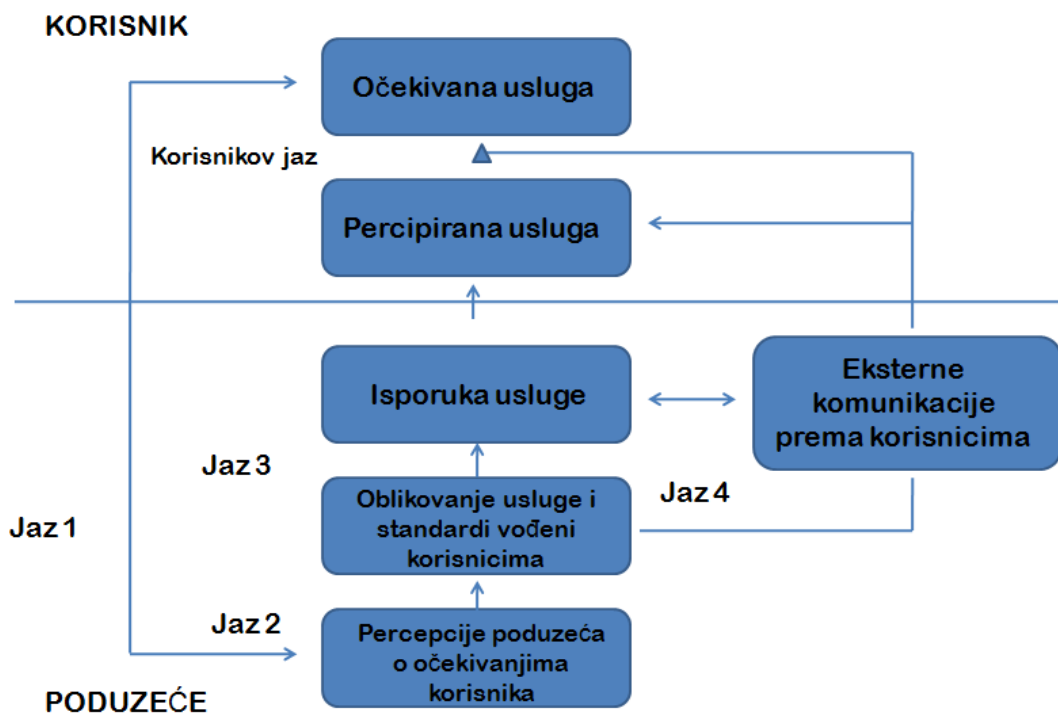 KORISNIK
Očekivana usluga
Korisnikov jaz
Percipirana usluga
Isporuka usluge
Eksterne
komunikacije
prema korisnicima
Jaz 3
Oblikovanje usluge i
standardi vođeni
korisnicima
Jaz 4
Jaz 1
Jaz 2
Percepcije poduzeća
o očekivanjima
korisnika
PODUZEĆE